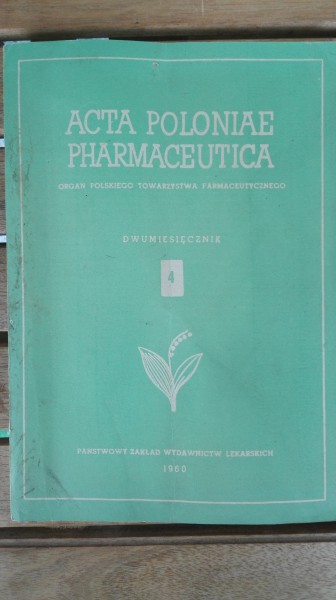 ACTA POLONIAE
PHARMACEUTICA
ORGAN POLSKIEGO TOWARZYSTWA FARMACEUTYCZNEGO
DWUMIESIĘCZNIK
4
PAŃSTWOWY ZAKŁAD WYDAWNICTW LEKARSKICH
1960